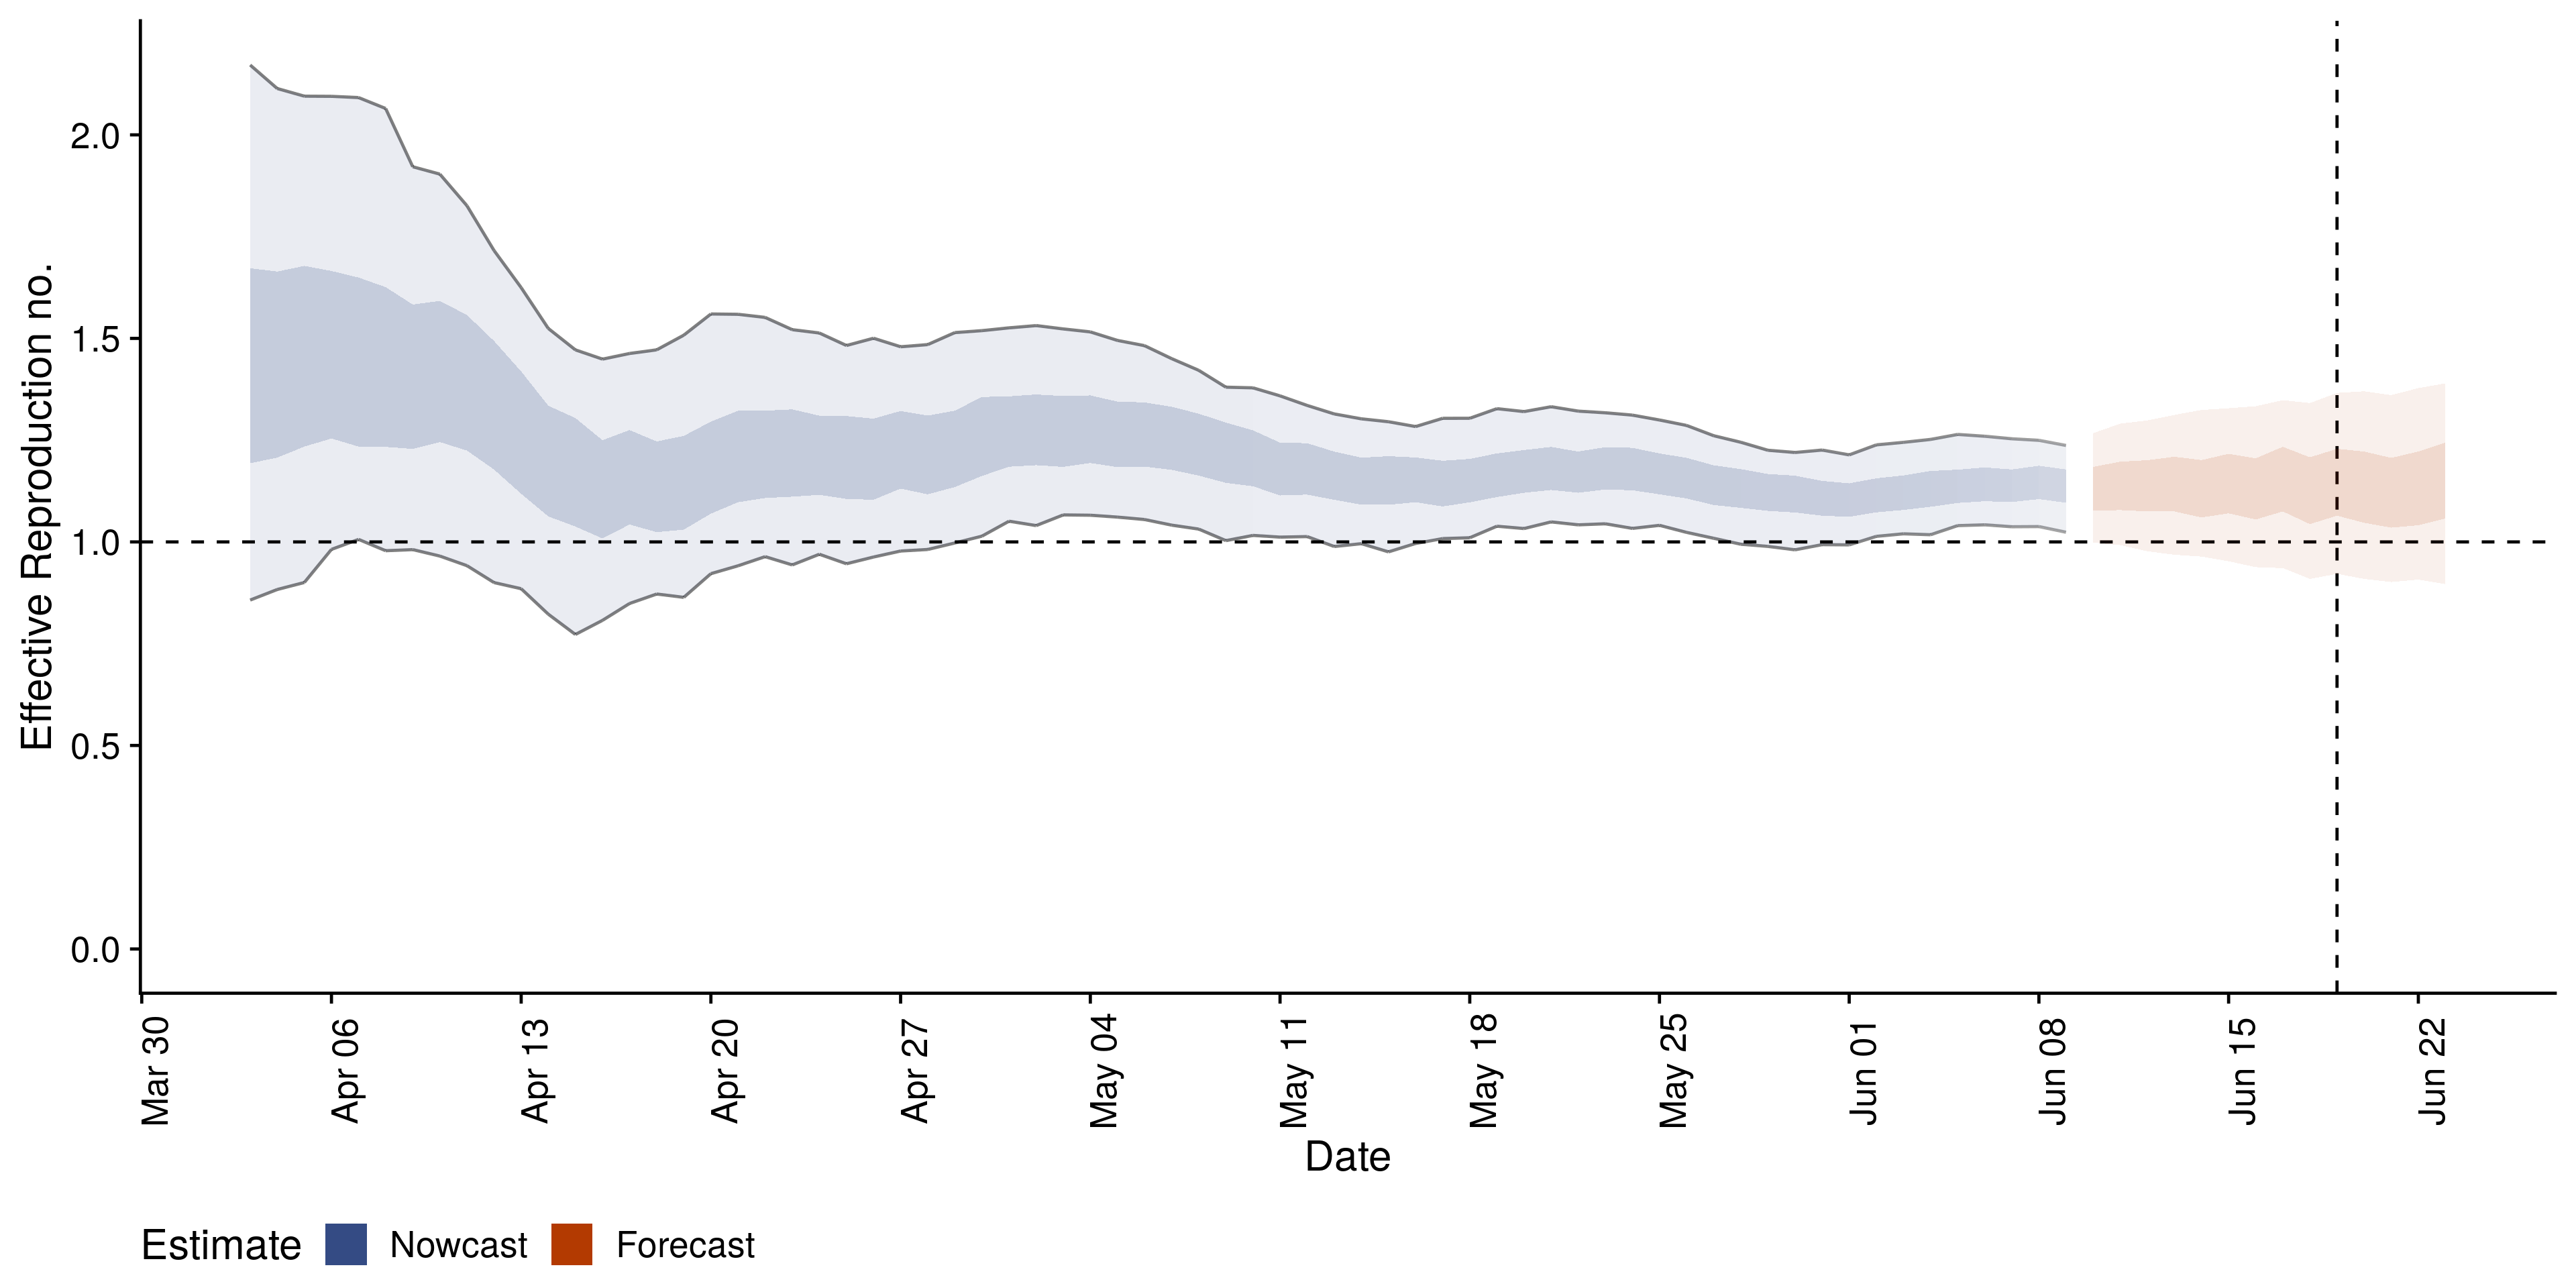 Effective Reproduction no.
2.0
1.5
1.0
0.5
0.0
Mar 30
Apr 06
Apr 13
Apr 20
Apr 27
May 04
May 11
May 18
May 25
Jun 01
Jun 08
Jun 15
Jun 22
Date
Estimate Nowcast Forecast